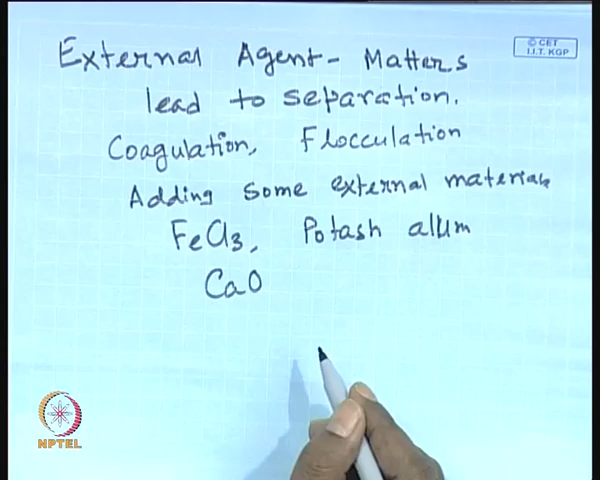 External Agent - Matters
lead to separation.
Coagulation, Flocculation
Adding some external materials
FeCl3, Potash allum
CaO
© CET
I.I.T. KGP
NPTEL